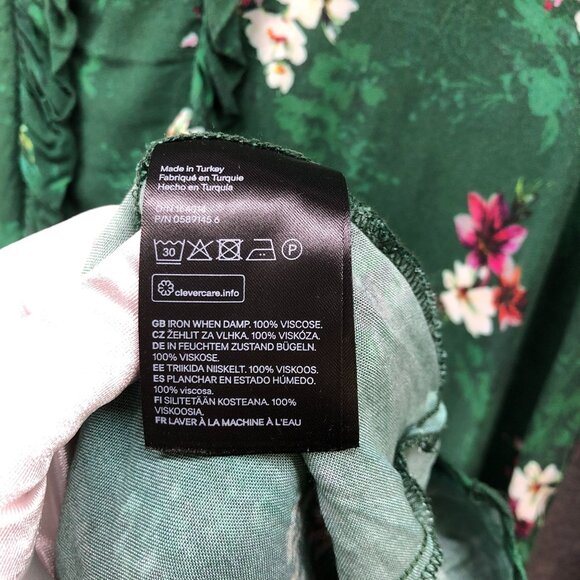 Made in Turkey
Fabriqué en Turquie
Hecho en Turquía
P/N 0589145 6
30
P
clevercare.info
GB IRON WHEN DAMP. 100% VISCOSE.
CZ ŽEHLIT ZA VLHKA. 100% VISKÓZA.
DE IN FEUCHTEM ZUSTAND BÜGELN.
100% VISKOSE.
EE TRIIKIDA NIISKELT. 100% VISKOOS.
ES PLANCHAR EN ESTADO HÚMEDO.
100% viscosa.
FI SILITETÄÄN KOSTEANA. 100%
VISKOOSIA.
FR LAVER À LA MACHINE À L'EAU